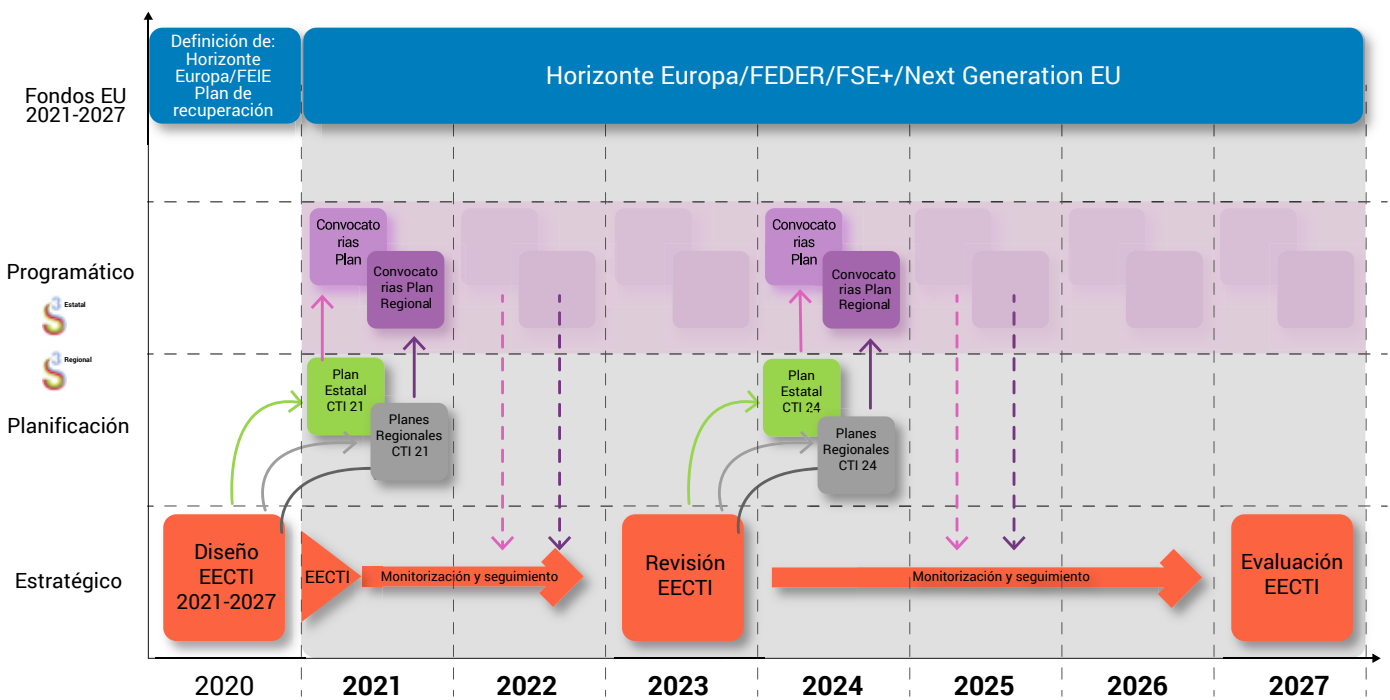 Definición de:
Horizonte
Europa/FEIE
Plan de
recuperación
Horizonte Europa/FEDER/FSE+/Next Generation EU
Fondos EU
2021-2027
Convocato
rias
Plan
Convocato
rias Plan
Regional
Convocato
rias
Plan
Convocato
rias Plan
Regional
Programático
S3 Estatal
S3 Regional
Plan
Estatal
CTI 21
Planes
Regionales
CTI 21
Plan
Estatal
CTI 24
Planes
Regionales
CTI 24
Planificación
Estratégico
Diseño
EECTI
2021-2027
EECTI
Monitorización y seguimiento
Revisión
EECTI
Monitorización y seguimiento
Evaluación
EECTI
2020
2021
2022
2023
2024
2025
2026
2027